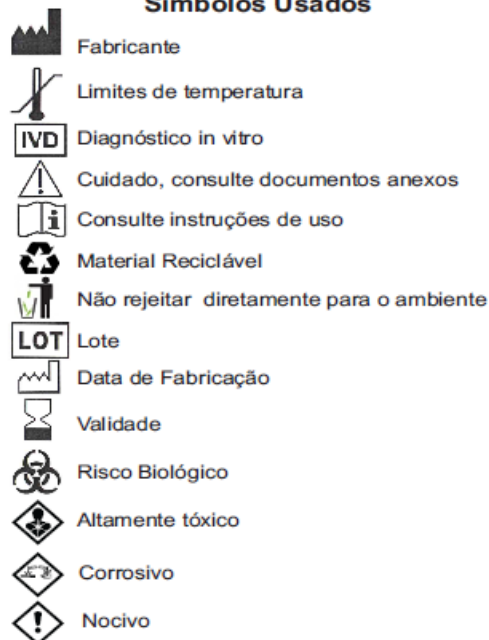 Símbolos Usados
Fabricante
Limites de temperatura
IVD Diagnóstico in vitro
Cuidado, consulte documentos anexos
i Consulte instruções de uso
Material Reciclável
Não rejeitar diretamente para o ambiente
LOT Lote
Data de Fabricação
Validade
Risco Biológico
Altamente tóxico
Corrosivo
Nocivo